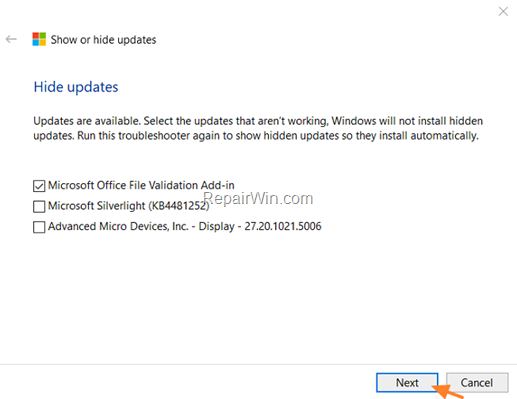 Show or hide updates
Hide updates
Updates are available. Select the updates that aren't working, Windows will not install hidden
updates. Run this troubleshooter again to show hidden updates so they install automatically.
Microsoft Office File Validation Add-in
Microsoft Silverlight (KB4481252)
RepairWin.com
Advanced Micro Devices, Inc. - Display - 27.20.1021.5006
Next
Cancel